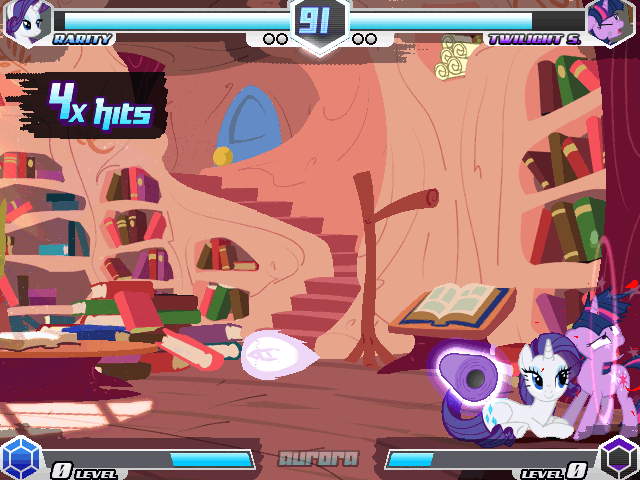 91
RARITY
TWILIGHT S.
4x hits
0 LEVEL
aurora
LEVEL 0